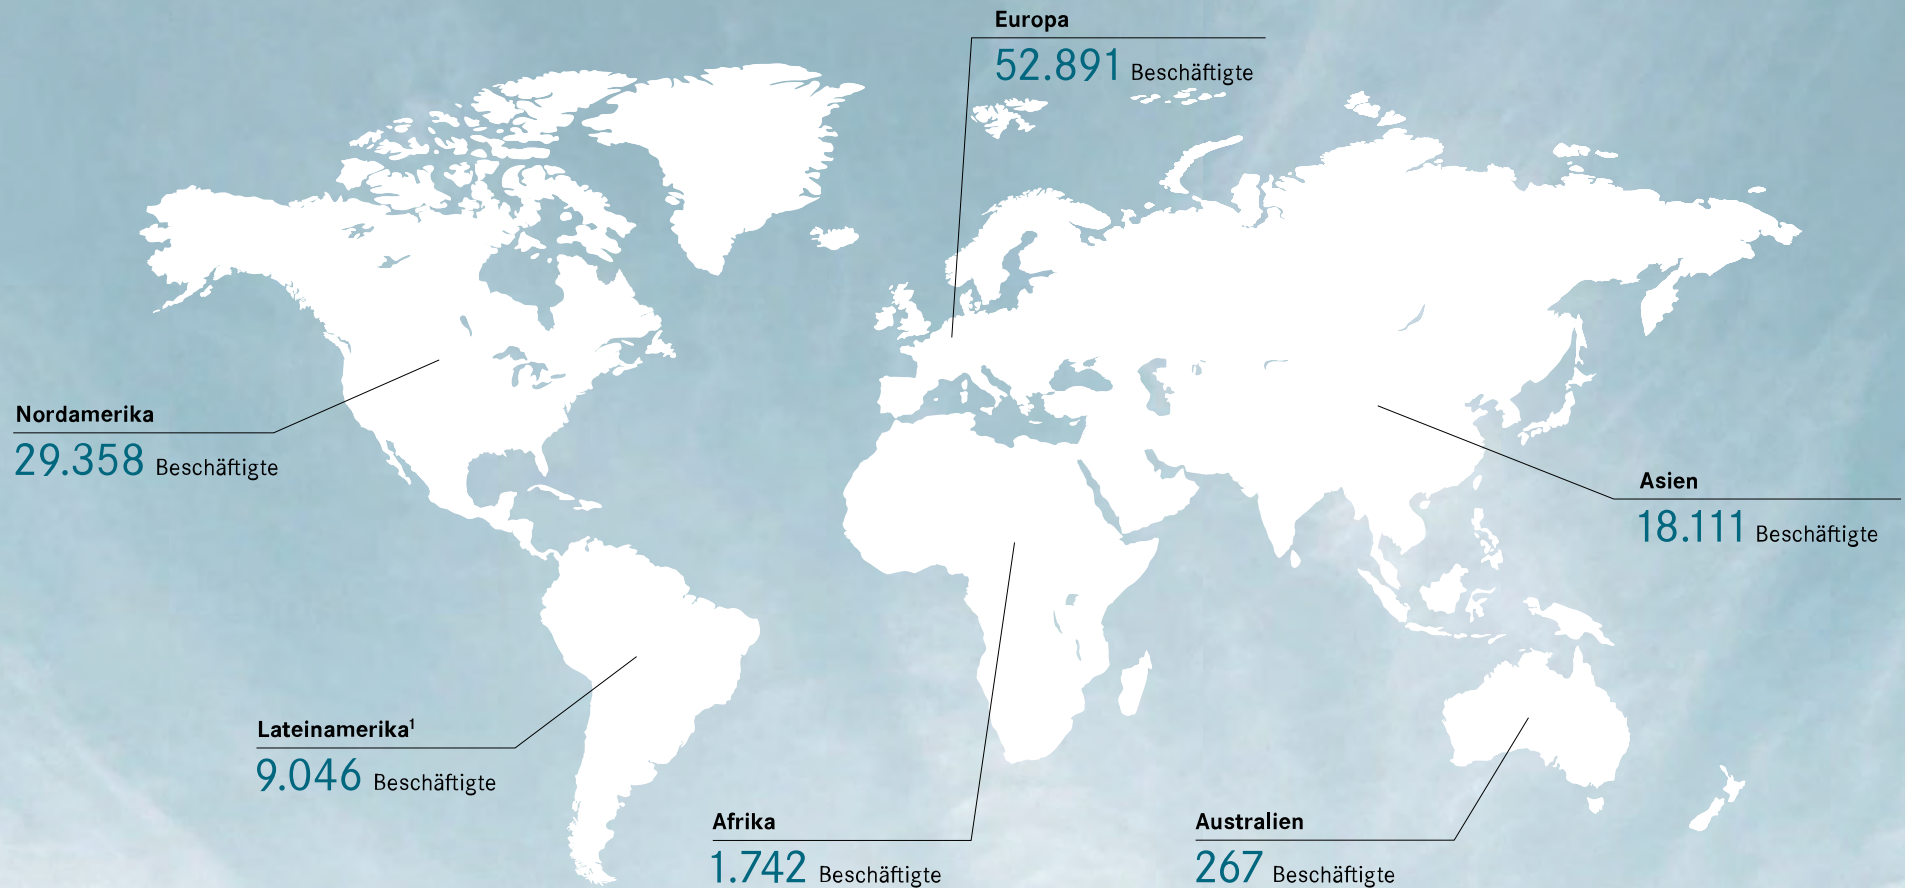 Europa
52.891 Beschäftigte
Nordamerika
29.358 Beschäftigte
Asien
18.111 Beschäftigte
Lateinamerika¹
9.046 Beschäftigte
Afrika
1.742 Beschäftigte
Australien
267 Beschäftigte